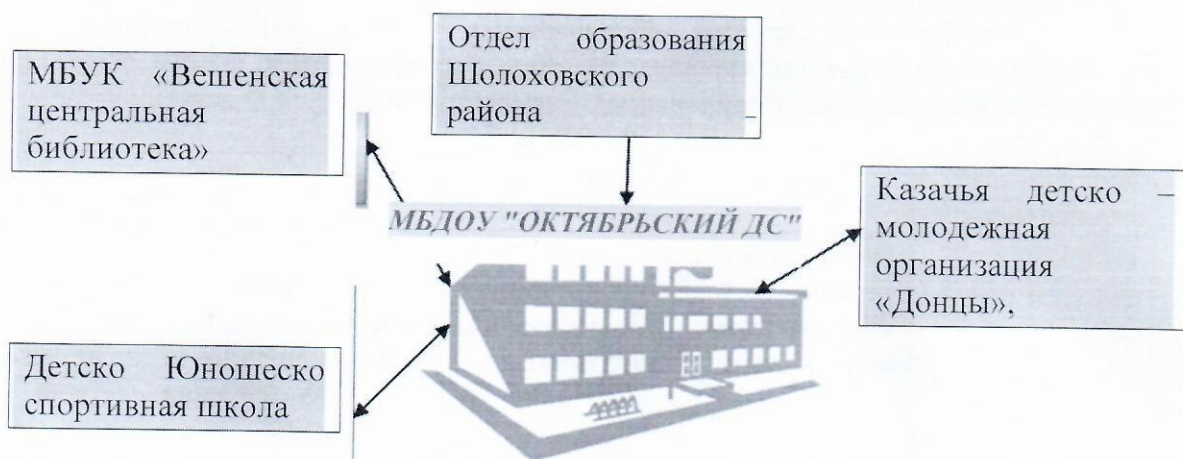 МБУК «Вешенская
центральная
библиотека»
Отдел образования
Шолоховского
района –
МБДОУ "ОКТЯБРЬСКИЙ ДС"
Казачья детско –
молодежная
организация
«Донцы»,
Детско Юношеско
спортивная школа